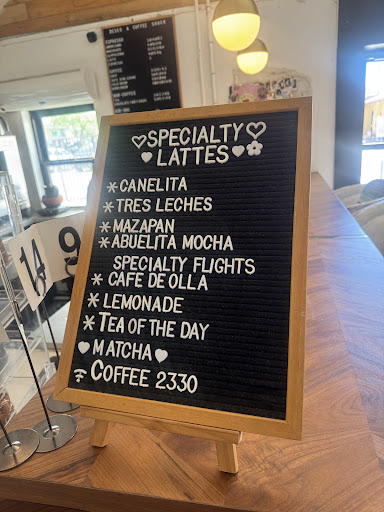 SPECIALTY
LATTES
CANELITA
TRES LECHES
MAZAPAN
ABUELITA MOCHA
SPECIALTY FLIGHTS
CAFE DE OLLA
LEMONADE
TEA OF THE DAY
MATCHA
COFFEE 2330
14
9